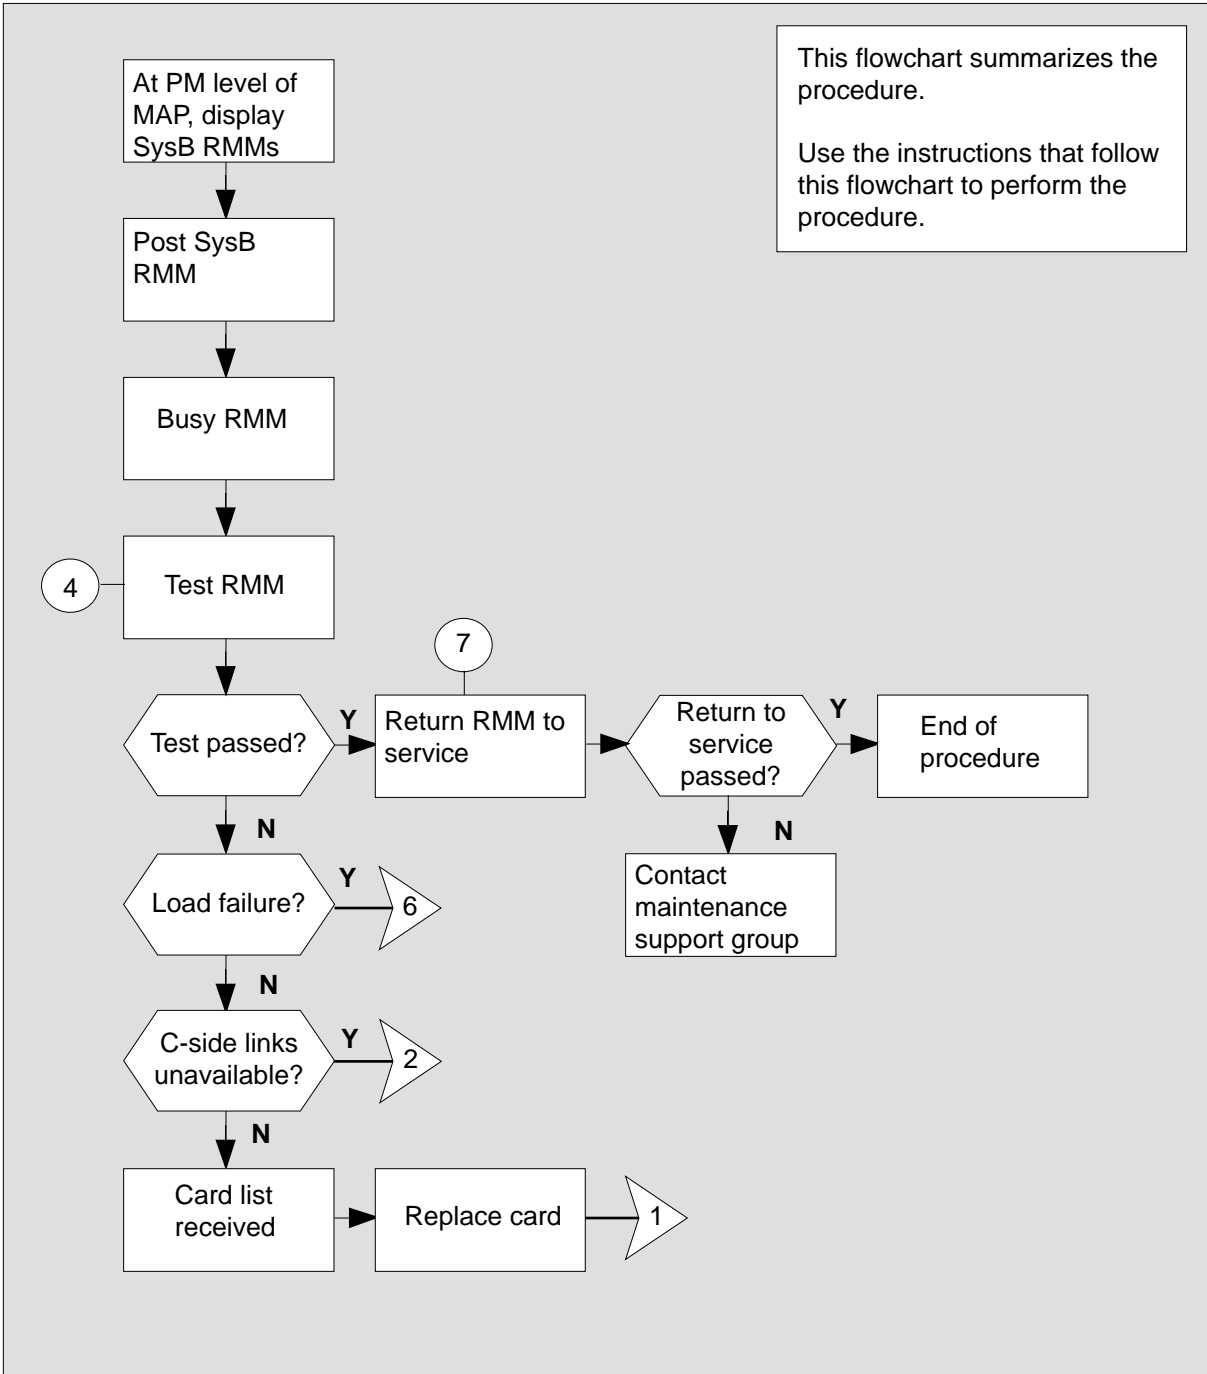 At PM level of
MAP, display
SysB RMMs
This flowchart summarizes the
procedure.
Use the instructions that follow
this flowchart to perform the
procedure.
Post SysB
RMM
Busy RMM
4
Test RMM
7
Test passed?
Y
Return RMM to
service
Return to
service
passed?
Y
End of
procedure
N
N
Load failure?
Y
6
Contact
maintenance
support group
N
C-side links
unavailable?
Y
2
N
Card list
received
Replace card
1